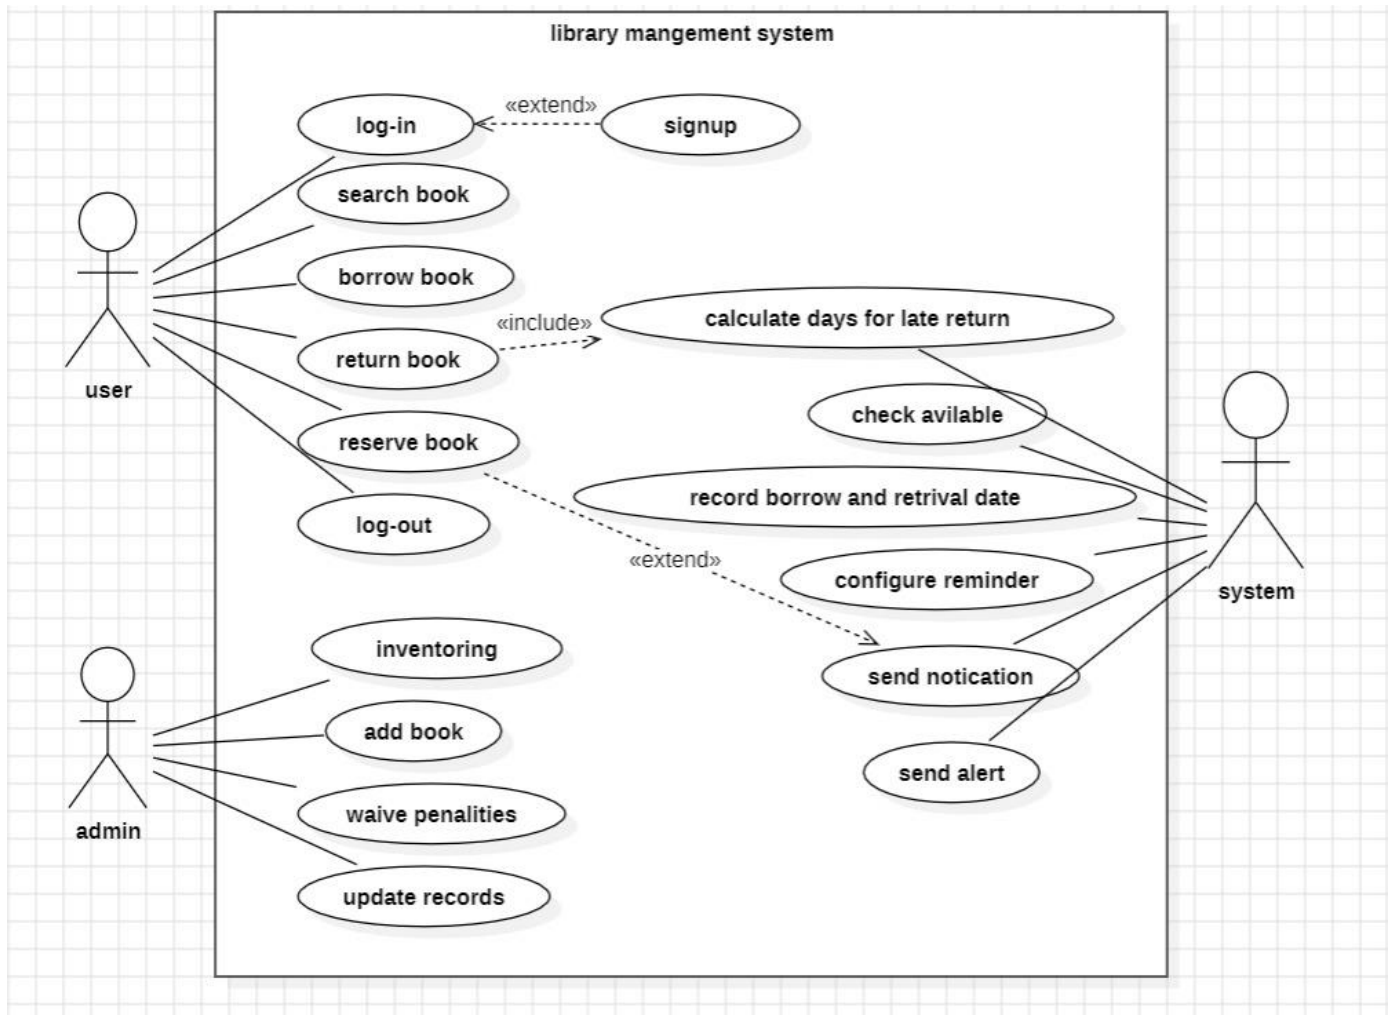 library mangement system
log-in
«extend»
signup
search book
borrow book
return book
«include»
calculate days for late return
user
reserve book
check avilable
record borrow and retrival date
log-out
«extend»
configure reminder
system
inventoring
send notication
add book
send alert
waive penalities
admin
update records